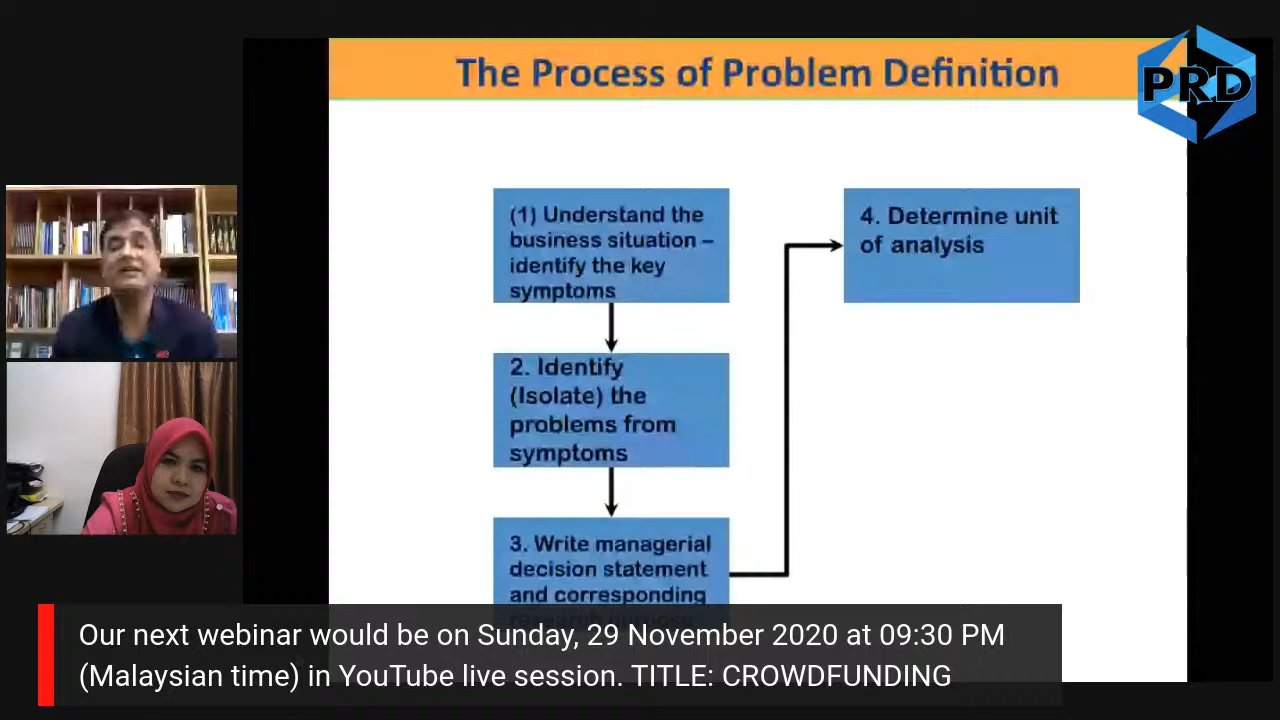 The Process of Problem Definition
PRD
(1) Understand the
business situation –
identify the key
symptoms
2. Identify
(Isolate) the
problems from
symptoms
3. Write managerial
decision statement
and corresponding
4. Determine unit
of analysis
Our next webinar would be on Sunday, 29 November 2020 at 09:30 PM
(Malaysian time) in YouTube live session. TITLE: CROWDFUNDING